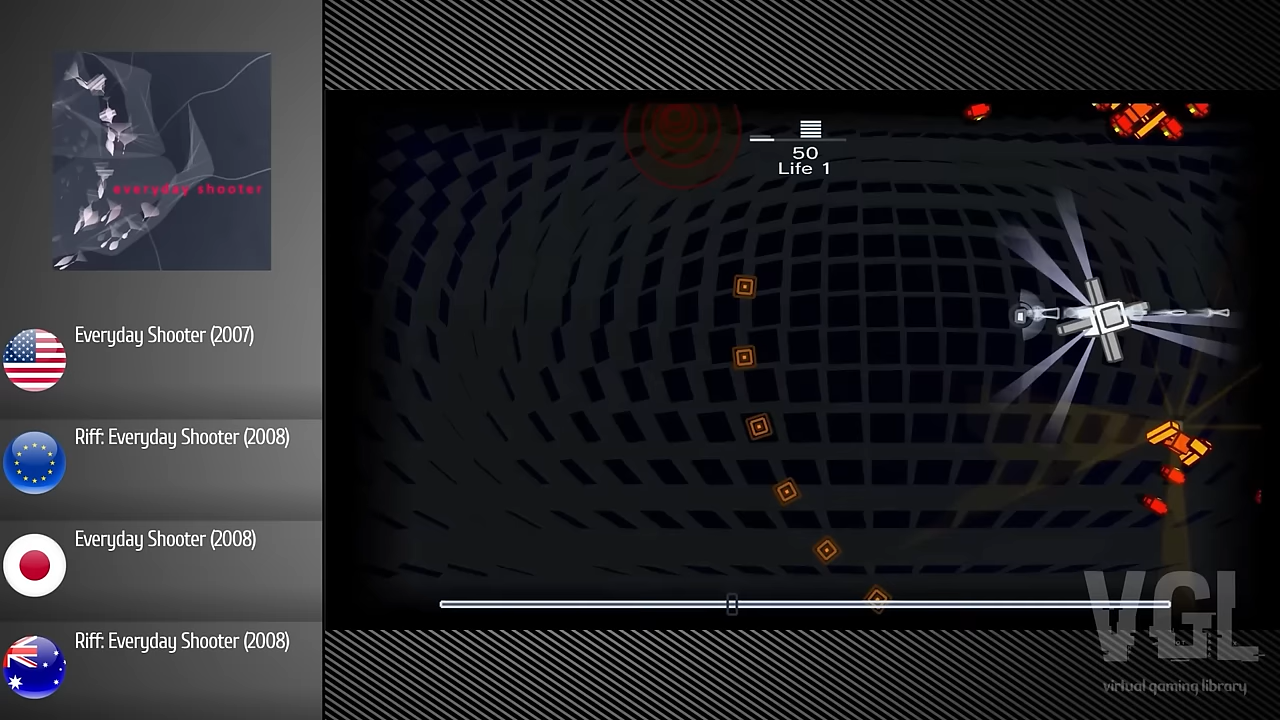 everyday shooter
Everyday Shooter (2007)
Riff: Everyday Shooter (2008)
Everyday Shooter (2008)
Riff: Everyday Shooter (2008)
50
Life 1
VGL
virtual gaming library